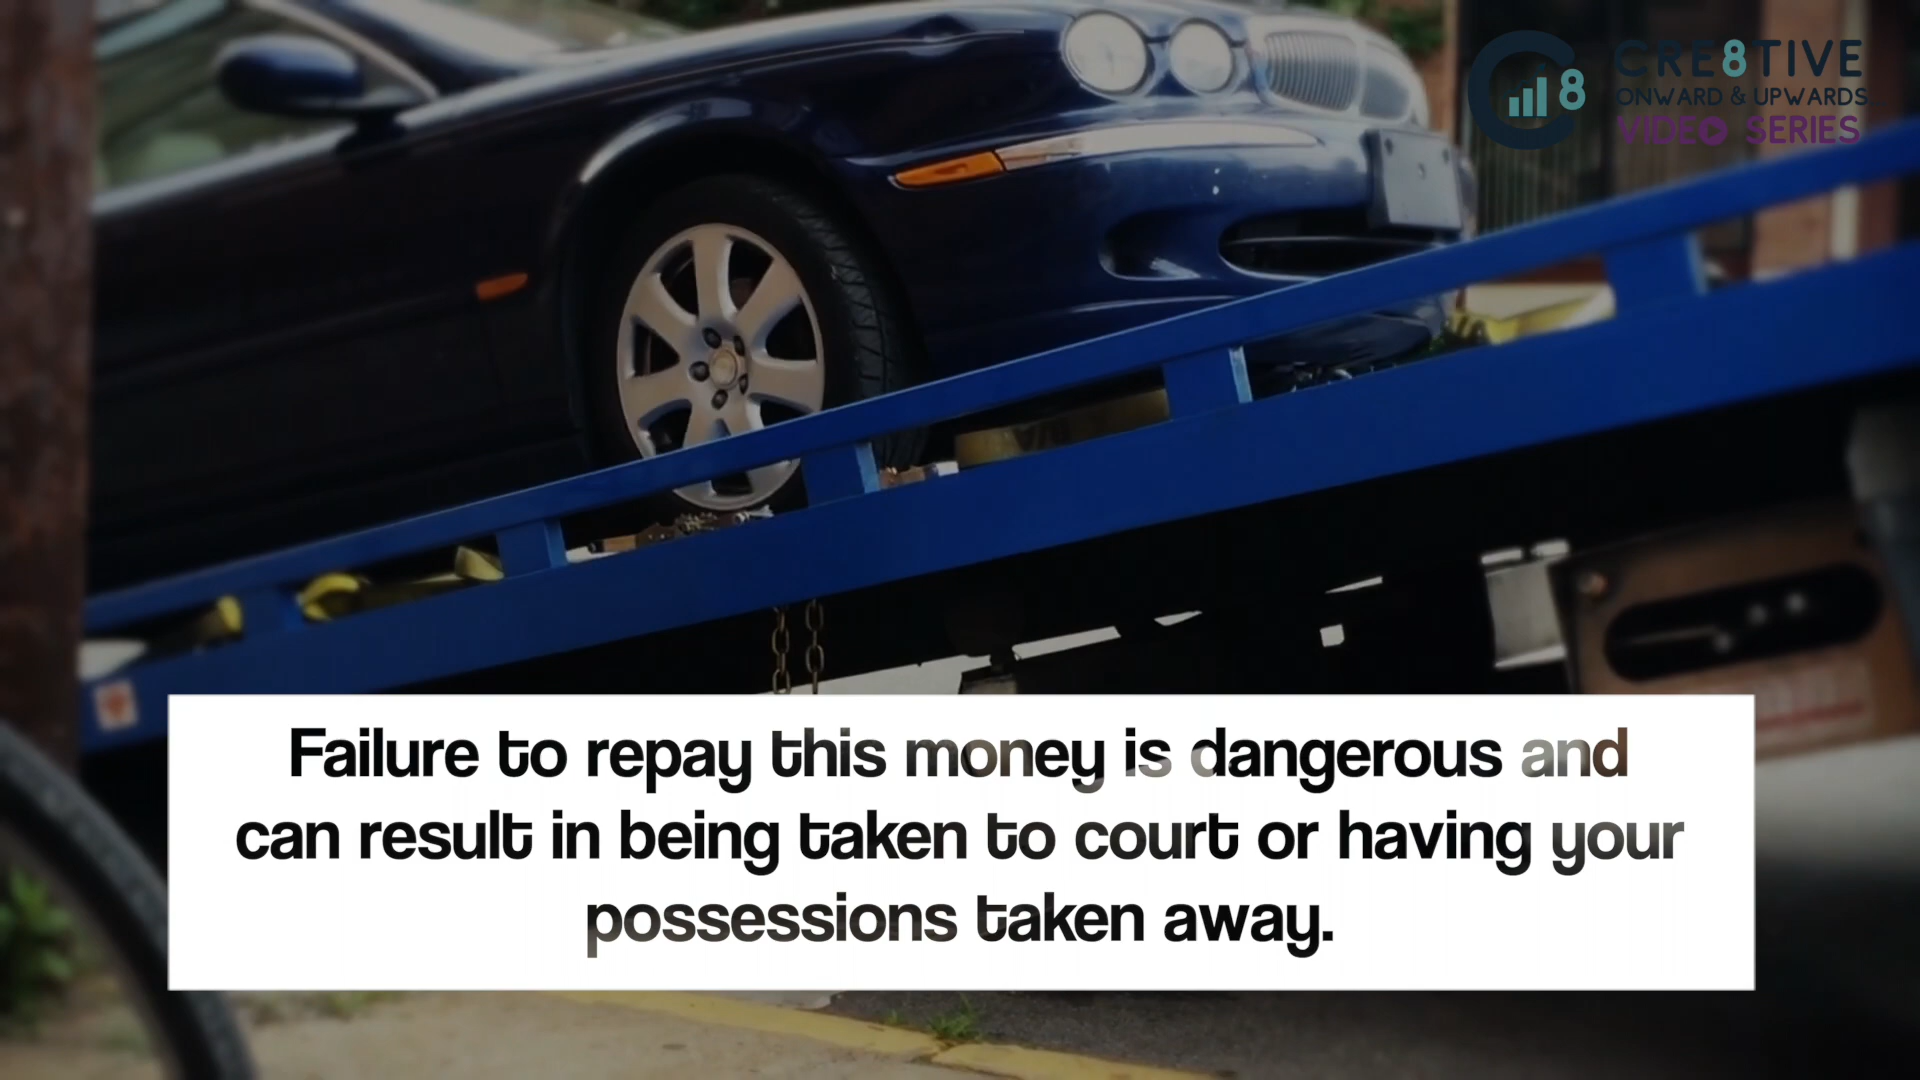 8
CRE8TIVE
ONWARD & UPWARDS
VIDEO SERIES
Failure to repay this money is dangerous and
can result in being taken to court or having your
possessions taken away.